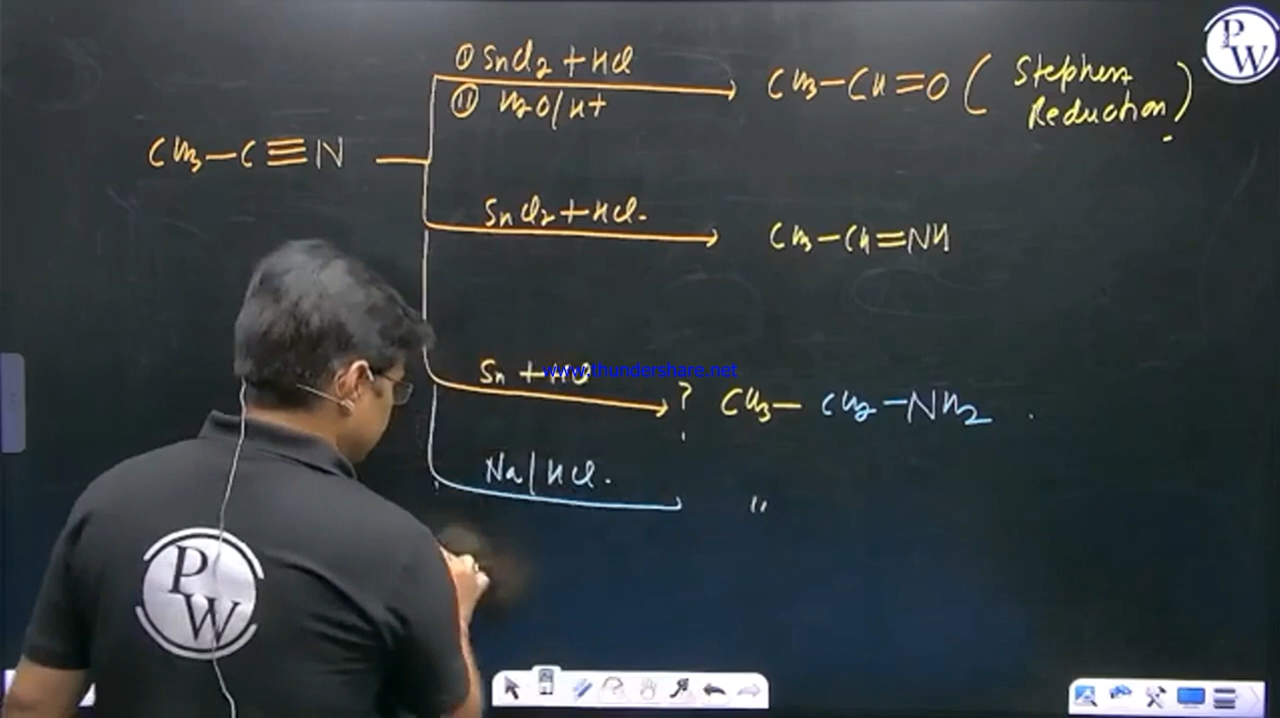 ① SnCl2 + HCl
② H2O/H+
CH3-CH=O (Stephens Reduction)
CH3-C≡N
SnCl2 + HCl.
CH3-CH=NH
Sn + HCl
www.thundershare.net
? CH3-CH2-NH2 .
Na/HCl.
"
PW
PW